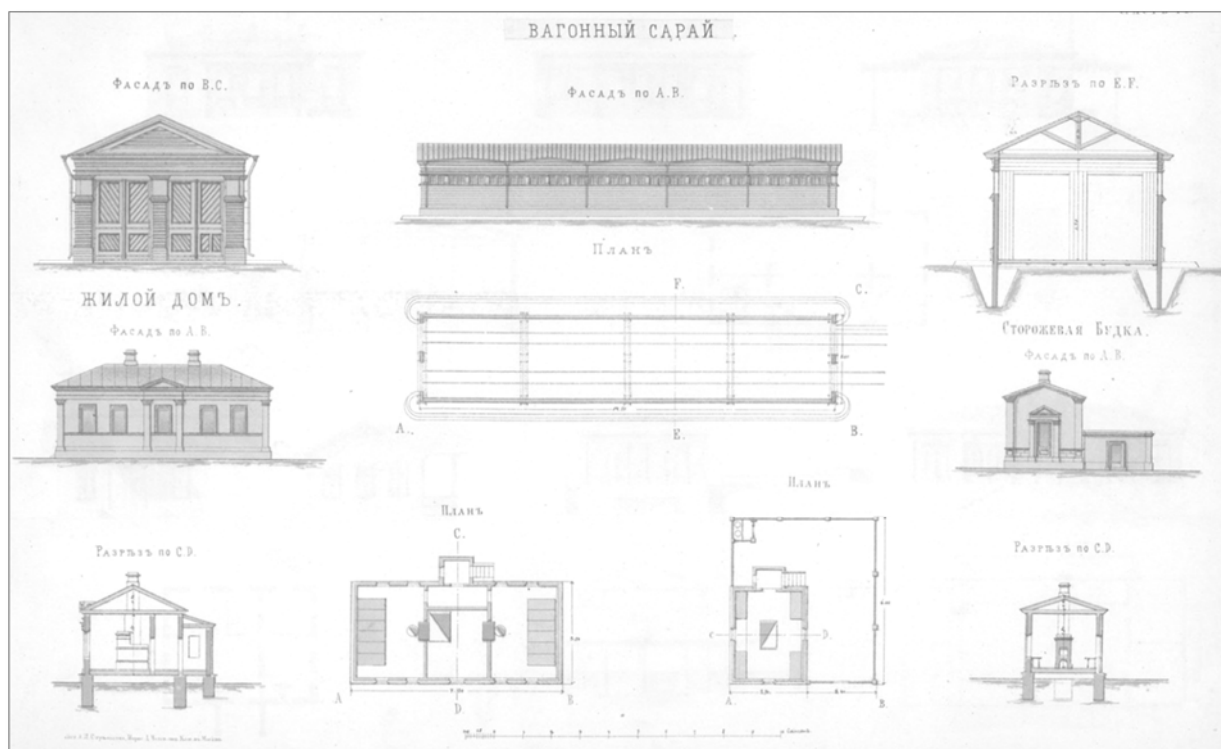 ВАГОННЫЙ САРАЙ.
Фасадъ по B.C.
Фасадъ по A.B.
Разрѣзъ по E.F.
Планъ
F.
C.
A.
E.
B.
ЖИЛОЙ ДОМЪ.
Фасадъ по A.B.
Сторожевая Будка.
Фасадъ по A.B.
Разрѣзъ по C.D.
Планъ
C.
A
D.
B.
Планъ
C
D.
A.
B.
Разрѣзъ по C.D.